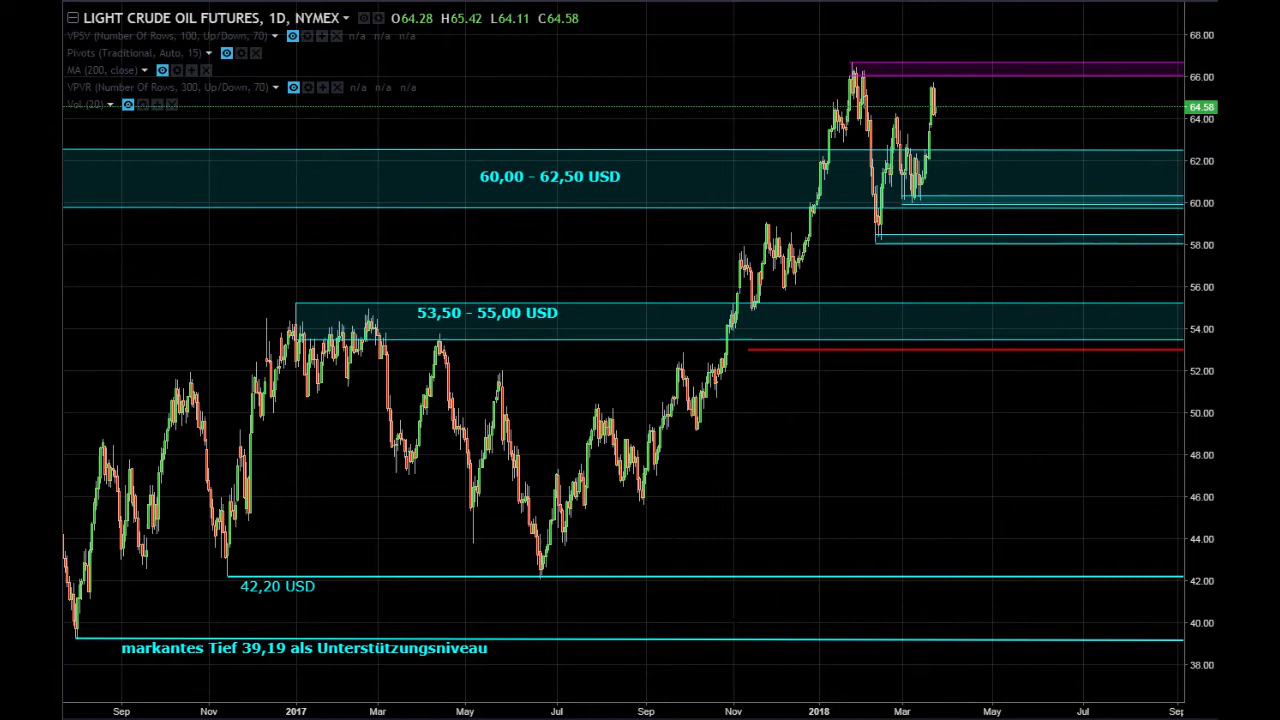 LIGHT CRUDE OIL FUTURES, 1D, NYMEX O64.28 H65.42 L64.11 C64.58
VPSV (Number Of Rows, 100, Up/Down, 70) n/a n/a n/a
Pivots (Traditional, Auto, 15)
MA (200, close)
VPVR (Number Of Rows, 300, Up/Down, 70) n/a n/a n/a
Vol (20)
68.00
66.00
64.58
64.00
62.00
60.00
58.00
56.00
54.00
52.00
50.00
48.00
46.00
44.00
42.00
40.00
38.00
60,00 - 62,50 USD
53,50 - 55,00 USD
42,20 USD
markantes Tief 39,19 als Unterstützungsniveau
Sep Nov 2017 Mar May Jul Sep Nov 2018 Mar May Jul Sep